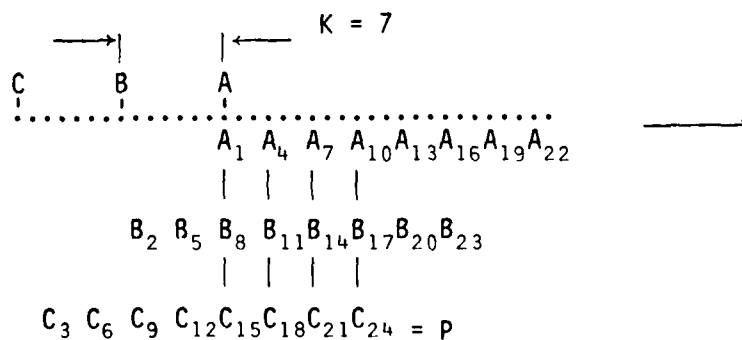 K = 7
C B A
A₁ A₄ A₇ A₁₀ A₁₃ A₁₆ A₁₉ A₂₂
B₂ B₅ B₈ B₁₁ B₁₄ B₁₇ B₂₀ B₂₃
C₃ C₆ C₉ C₁₂ C₁₅ C₁₈ C₂₁ C₂₄ = P